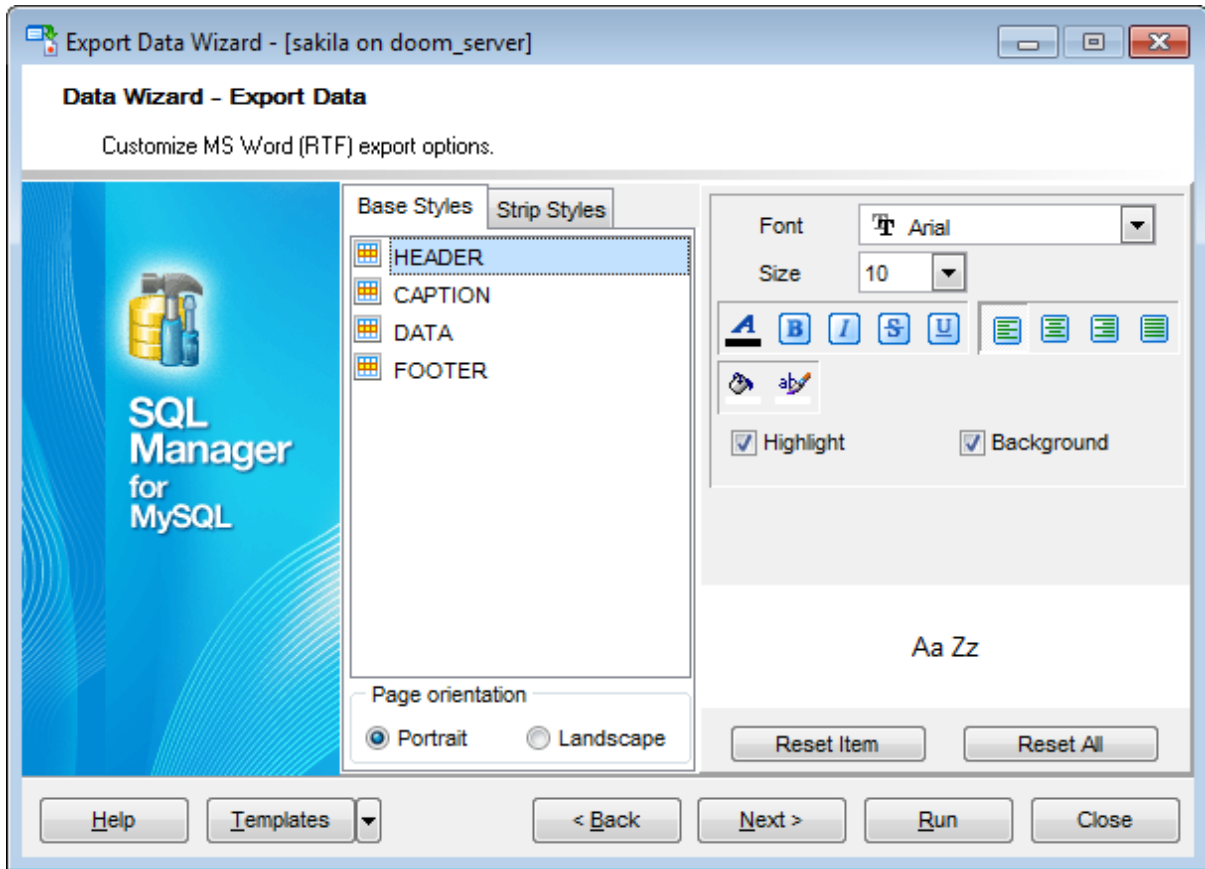 Export Data Wizard - [sakila on doom_server]
Data Wizard - Export Data
Customize MS Word (RTF) export options.
SQL
Manager
for
MySQL
Base Styles
Strip Styles
HEADER
CAPTION
DATA
FOOTER
Page orientation
Portrait
Landscape
Font
Arial
Size
10
A B I S U
ab
Highlight
Background
Aa Zz
Reset Item
Reset All
Help
Templates
< Back
Next >
Run
Close